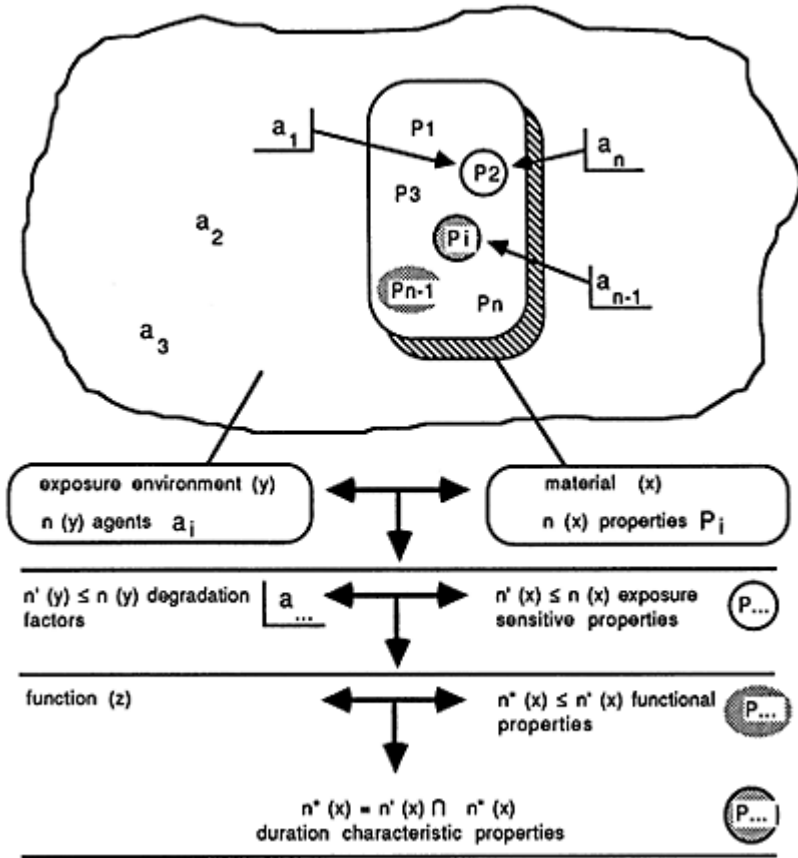 a1
P1
an
P2
P3
a2
Pi
an-1
Pn-1
Pn
a3
exposure environment (y)
n (y) agents ai
material (x)
n (x) properties Pi
n' (y) ≤ n (y) degradation
factors
a...
n' (x) ≤ n (x) exposure
sensitive properties
P...
function (z)
n" (x) ≤ n' (x) functional
properties
P...
n" (x) = n' (x) ∩ n" (x)
duration characteristic properties
P...